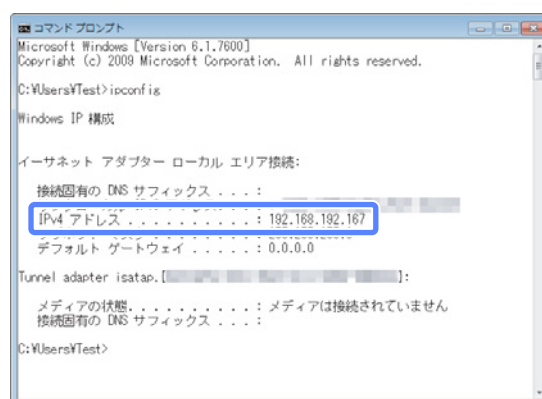 コマンド プロンプト
Microsoft Windows [Version 6.1.7600]
Copyright (c) 2009 Microsoft Corporation.  All rights reserved.
C:¥Users¥Test>ipconfig
Windows IP 構成
イーサネット アダプター ローカル エリア接続:
接続固有の DNS サフィックス . . . :
IPv4 アドレス . . . . . . . . . . . : 192.168.192.167
デフォルト ゲートウェイ . . . . . : 0.0.0.0
Tunnel adapter isatap.[ ]:
メディアの状態. . . . . . . . . . : メディアは接続されていません
接続固有の DNS サフィックス . . . :
C:¥Users¥Test>